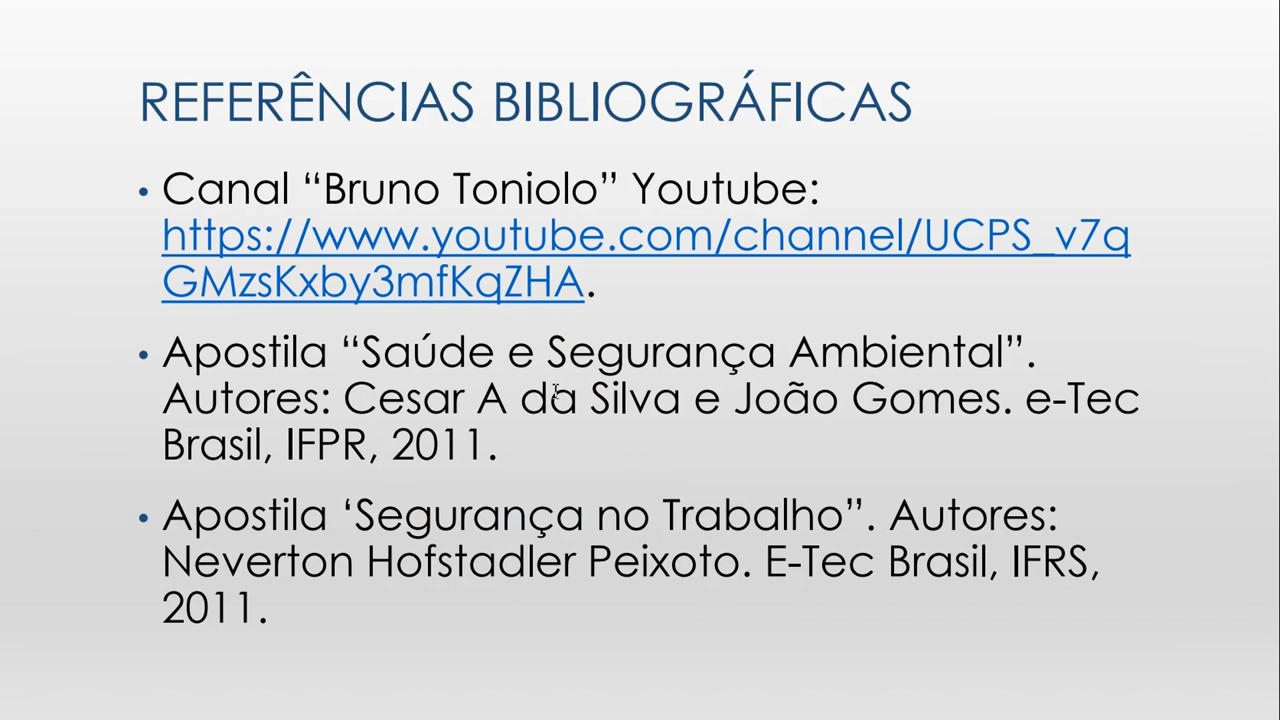 REFERÊNCIAS BIBLIOGRÁFICAS
• Canal “Bruno Toniolo” Youtube:
https://www.youtube.com/channel/UCPS_v7q
GMzsKxby3mfKqZHA.
• Apostila “Saúde e Segurança Ambiental”.
Autores: Cesar A da Silva e João Gomes. e-Tec
Brasil, IFPR, 2011.
• Apostila ‘Segurança no Trabalho”. Autores:
Neverton Hofstadler Peixoto. E-Tec Brasil, IFRS,
2011.